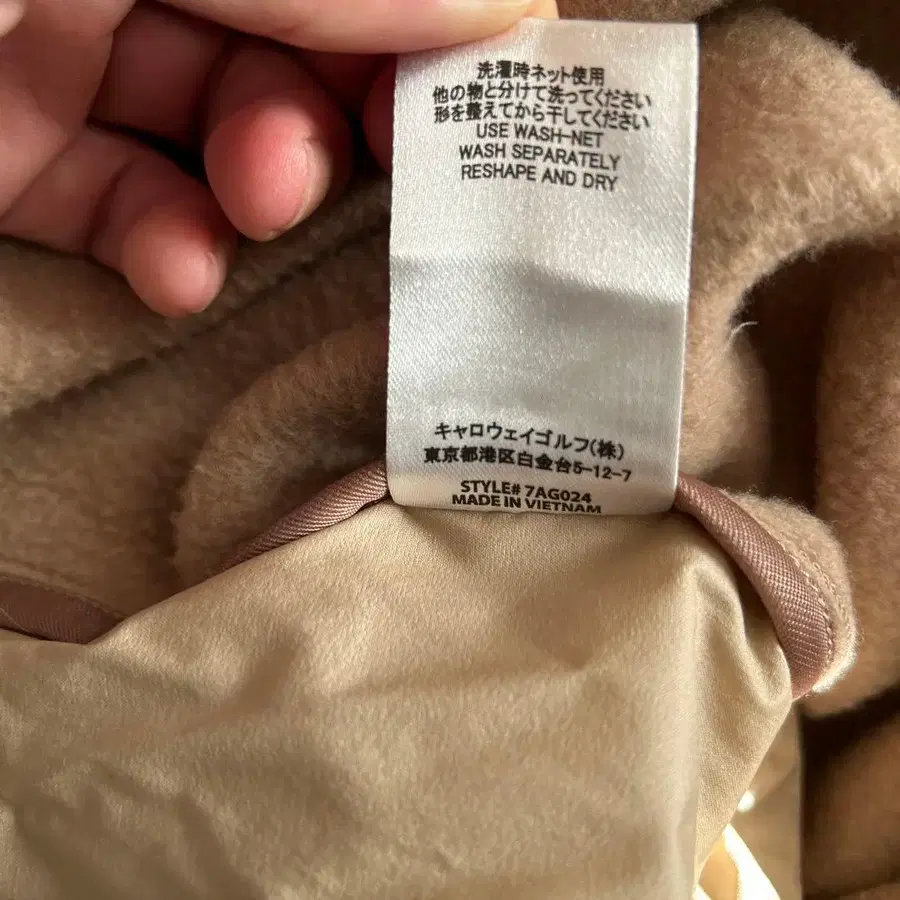 洗濯時ネット使用
他の物と分けて洗ってください
形を整えてから干してください
USE WASH-NET
WASH SEPARATELY
RESHAPE AND DRY
キャロウェイゴルフ(株)
東京都港区白金台5-12-7
STYLE# 7AG024
MADE IN VIETNAM